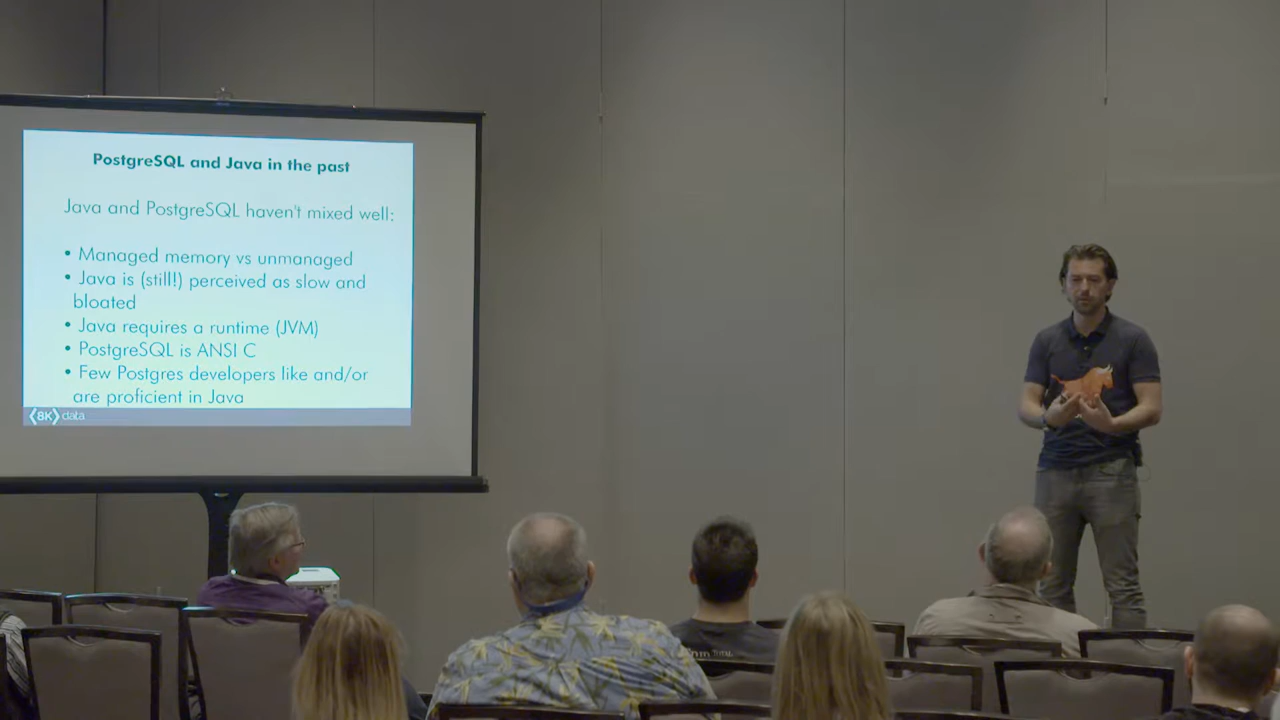 PostgreSQL and Java in the past
Java and PostgreSQL haven't mixed well:
• Managed memory vs unmanaged
• Java is (still!) perceived as slow and
bloated
• Java requires a runtime (JVM)
• PostgreSQL is ANSI C
• Few Postgres developers like and/or
are proficient in Java
⟨8K⟩data